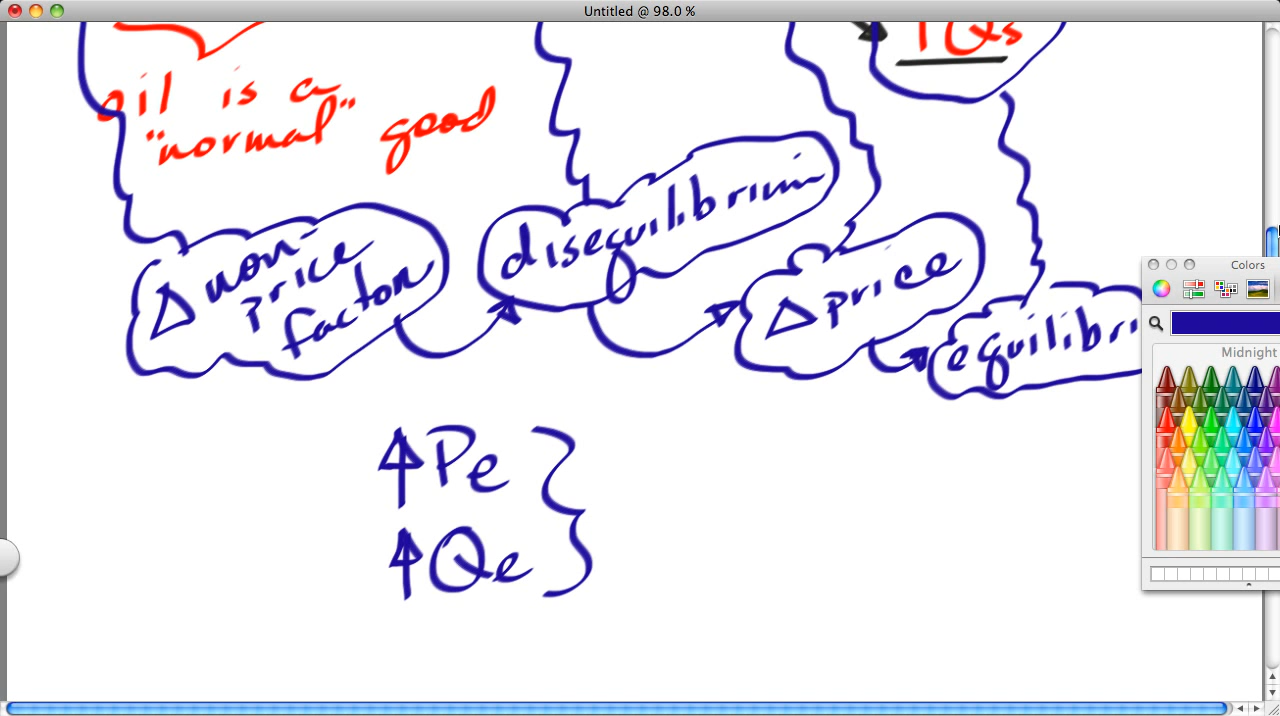 Untitled @ 98.0 %
↑Qs
oil is a
"normal" good
Δ non-
price
factor
disequilibrium
Δ price
equilibri
↑Pe
↑Qe
Colors
Midnight